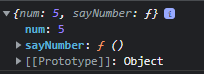 ▼ {num: 5, sayNumber: ƒ} i
num: 5
▶ sayNumber: ƒ ()
▶ [[Prototype]]: Object